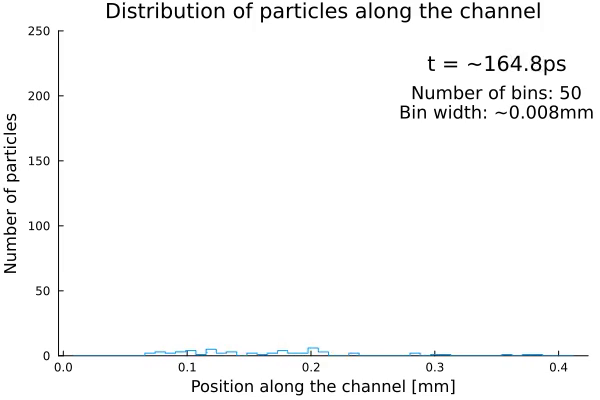 Distribution of particles along the channel
t = ~164.8ps
Number of bins: 50
Bin width: ~0.008mm
Number of particles
250
200
150
100
50
0
0.0 0.1 0.2 0.3 0.4
Position along the channel [mm]